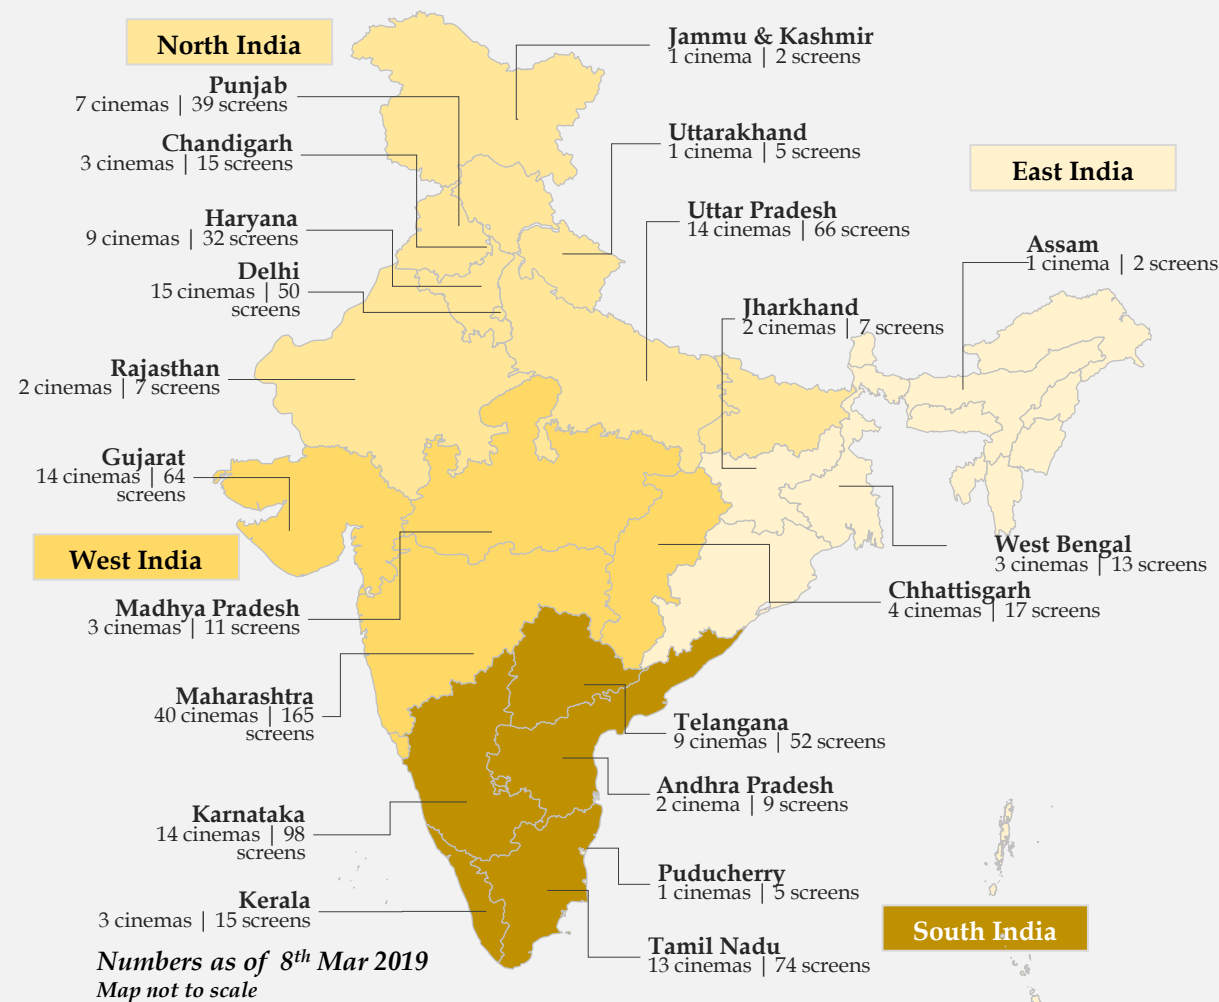 North India
Jammu & Kashmir
1 cinema | 2 screens
Punjab
7 cinemas | 39 screens
Uttarakhand
1 cinema | 5 screens
Chandigarh
3 cinemas | 15 screens
East India
Uttar Pradesh
14 cinemas | 66 screens
Haryana
9 cinemas | 32 screens
Assam
1 cinema | 2 screens
Delhi
15 cinemas | 50
screens
Jharkhand
2 cinemas | 7 screens
Rajasthan
2 cinemas | 7 screens
Gujarat
14 cinemas | 64
screens
West India
West Bengal
3 cinemas | 13 screens
Chhattisgarh
4 cinemas | 17 screens
Madhya Pradesh
3 cinemas | 11 screens
Maharashtra
40 cinemas | 165
screens
Telangana
9 cinemas | 52 screens
Andhra Pradesh
2 cinema | 9 screens
Karnataka
14 cinemas | 98
screens
Puducherry
1 cinemas | 5 screens
Kerala
3 cinemas | 15 screens
South India
Tamil Nadu
13 cinemas | 74 screens
Numbers as of 8th Mar 2019
Map not to scale